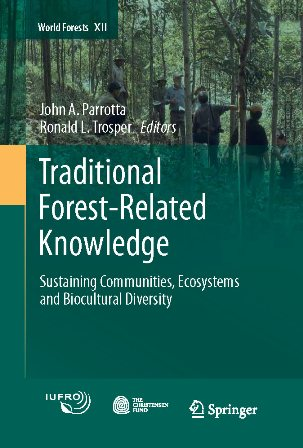 World Forests XII
John A. Parrotta
Ronald L. Trosper Editors
Traditional
Forest-Related
Knowledge
Sustaining Communities, Ecosystems
and Biocultural Diversity
IUFRO
THE
CHRISTENSEN
FUND
Springer